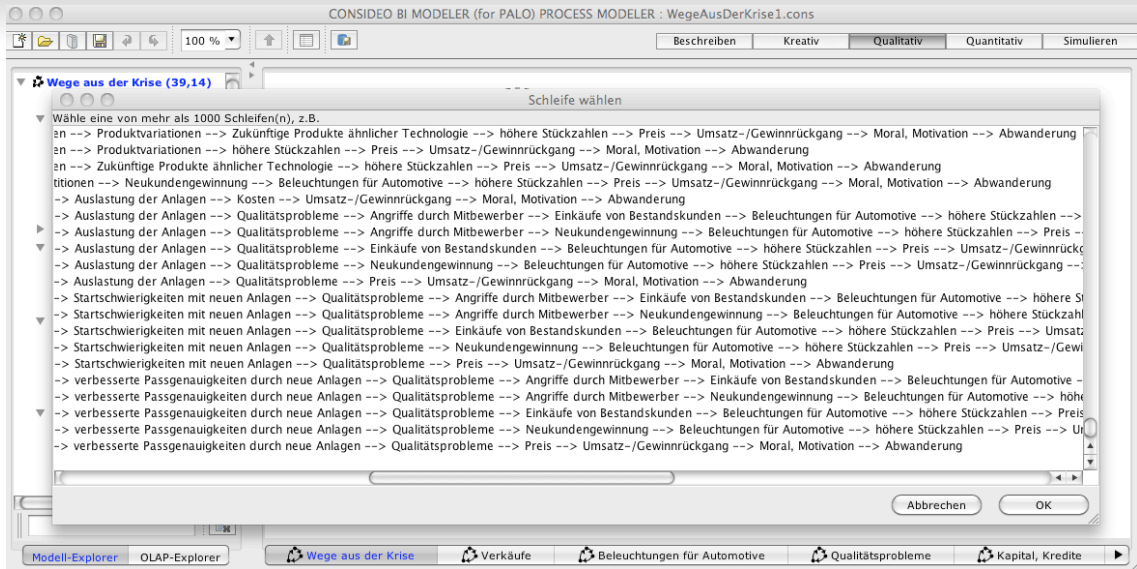 CONSIDEO BI MODELER (for PALO) PROCESS MODELER : WegeAusDerKrise1.cons
100 %
Beschreiben Kreativ Qualitativ Quantitativ Simulieren
Wege aus der Krise (39,14)
Schleife wählen
Wähle eine von mehr als 1000 Schleifen(n), z.B.
en --> Produktvariationen --> Zukünftige Produkte ähnlicher Technologie --> höhere Stückzahlen --> Preis --> Umsatz-/Gewinnrückgang --> Moral, Motivation --> Abwanderung
en --> Produktvariationen --> höhere Stückzahlen --> Preis --> Umsatz-/Gewinnrückgang --> Moral, Motivation --> Abwanderung
en --> Zukünftige Produkte ähnlicher Technologie --> höhere Stückzahlen --> Preis --> Umsatz-/Gewinnrückgang --> Moral, Motivation --> Abwanderung
titionen --> Neukundengewinnung --> Beleuchtungen für Automotive --> höhere Stückzahlen --> Preis --> Umsatz-/Gewinnrückgang --> Moral, Motivation --> Abwanderung
-> Auslastung der Anlagen --> Kosten --> Umsatz-/Gewinnrückgang --> Moral, Motivation --> Abwanderung
-> Auslastung der Anlagen --> Qualitätsprobleme --> Angriffe durch Mitbewerber --> Einkäufe von Bestandskunden --> Beleuchtungen für Automotive --> höhere Stückzahlen -->
-> Auslastung der Anlagen --> Qualitätsprobleme --> Angriffe durch Mitbewerber --> Neukundengewinnung --> Beleuchtungen für Automotive --> höhere Stückzahlen --> Preis --
-> Auslastung der Anlagen --> Qualitätsprobleme --> Einkäufe von Bestandskunden --> Beleuchtungen für Automotive --> höhere Stückzahlen --> Preis --> Umsatz-/Gewinnrückg
-> Auslastung der Anlagen --> Qualitätsprobleme --> Neukundengewinnung --> Beleuchtungen für Automotive --> höhere Stückzahlen --> Preis --> Umsatz-/Gewinnrückgang --
-> Auslastung der Anlagen --> Qualitätsprobleme --> Preis --> Umsatz-/Gewinnrückgang --> Moral, Motivation --> Abwanderung
-> Startschwierigkeiten mit neuen Anlagen --> Qualitätsprobleme --> Angriffe durch Mitbewerber --> Einkäufe von Bestandskunden --> Beleuchtungen für Automotive --> höhere St
-> Startschwierigkeiten mit neuen Anlagen --> Qualitätsprobleme --> Angriffe durch Mitbewerber --> Neukundengewinnung --> Beleuchtungen für Automotive --> höhere Stückzahl
-> Startschwierigkeiten mit neuen Anlagen --> Qualitätsprobleme --> Einkäufe von Bestandskunden --> Beleuchtungen für Automotive --> höhere Stückzahlen --> Preis --> Umsatz
-> Startschwierigkeiten mit neuen Anlagen --> Qualitätsprobleme --> Neukundengewinnung --> Beleuchtungen für Automotive --> höhere Stückzahlen --> Preis --> Umsatz-/Gewi
-> Startschwierigkeiten mit neuen Anlagen --> Qualitätsprobleme --> Preis --> Umsatz-/Gewinnrückgang --> Moral, Motivation --> Abwanderung
-> verbesserte Passgenauigkeiten durch neue Anlagen --> Qualitätsprobleme --> Angriffe durch Mitbewerber --> Einkäufe von Bestandskunden --> Beleuchtungen für Automotive -
-> verbesserte Passgenauigkeiten durch neue Anlagen --> Qualitätsprobleme --> Angriffe durch Mitbewerber --> Neukundengewinnung --> Beleuchtungen für Automotive --> höhe
-> verbesserte Passgenauigkeiten durch neue Anlagen --> Qualitätsprobleme --> Einkäufe von Bestandskunden --> Beleuchtungen für Automotive --> höhere Stückzahlen --> Preis
-> verbesserte Passgenauigkeiten durch neue Anlagen --> Qualitätsprobleme --> Neukundengewinnung --> Beleuchtungen für Automotive --> höhere Stückzahlen --> Preis --> U
-> verbesserte Passgenauigkeiten durch neue Anlagen --> Qualitätsprobleme --> Preis --> Umsatz-/Gewinnrückgang --> Moral, Motivation --> Abwanderung
Abbrechen OK
Modell-Explorer OLAP-Explorer Wege aus der Krise Verkäufe Beleuchtungen für Automotive Qualitätsprobleme Kapital, Kredite